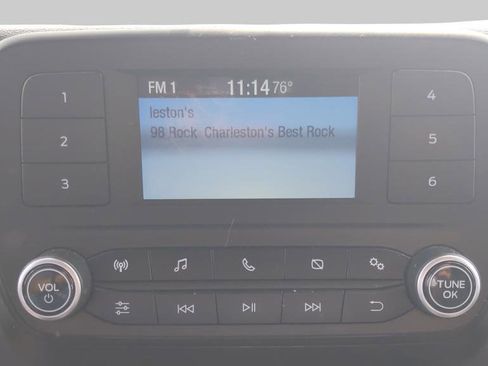 FM 1 11:14 76°
leston's
98 Rock Charleston's Best Rock
1
2
3
4
5
6
VOL
TUNE
OK